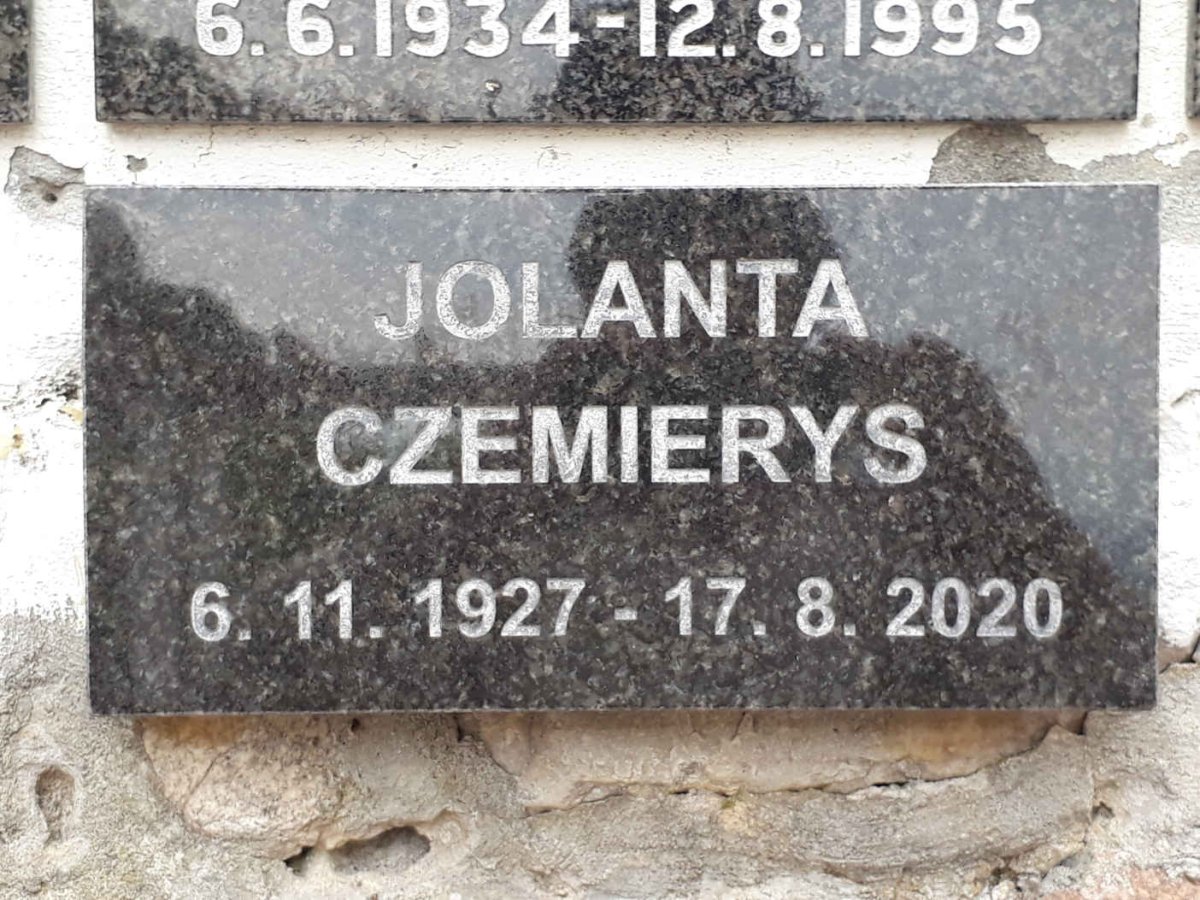 6. 6. 1934-12. 8. 1995
JOLANTA
CZEMIERYS
6. 11. 1927 - 17. 8. 2020